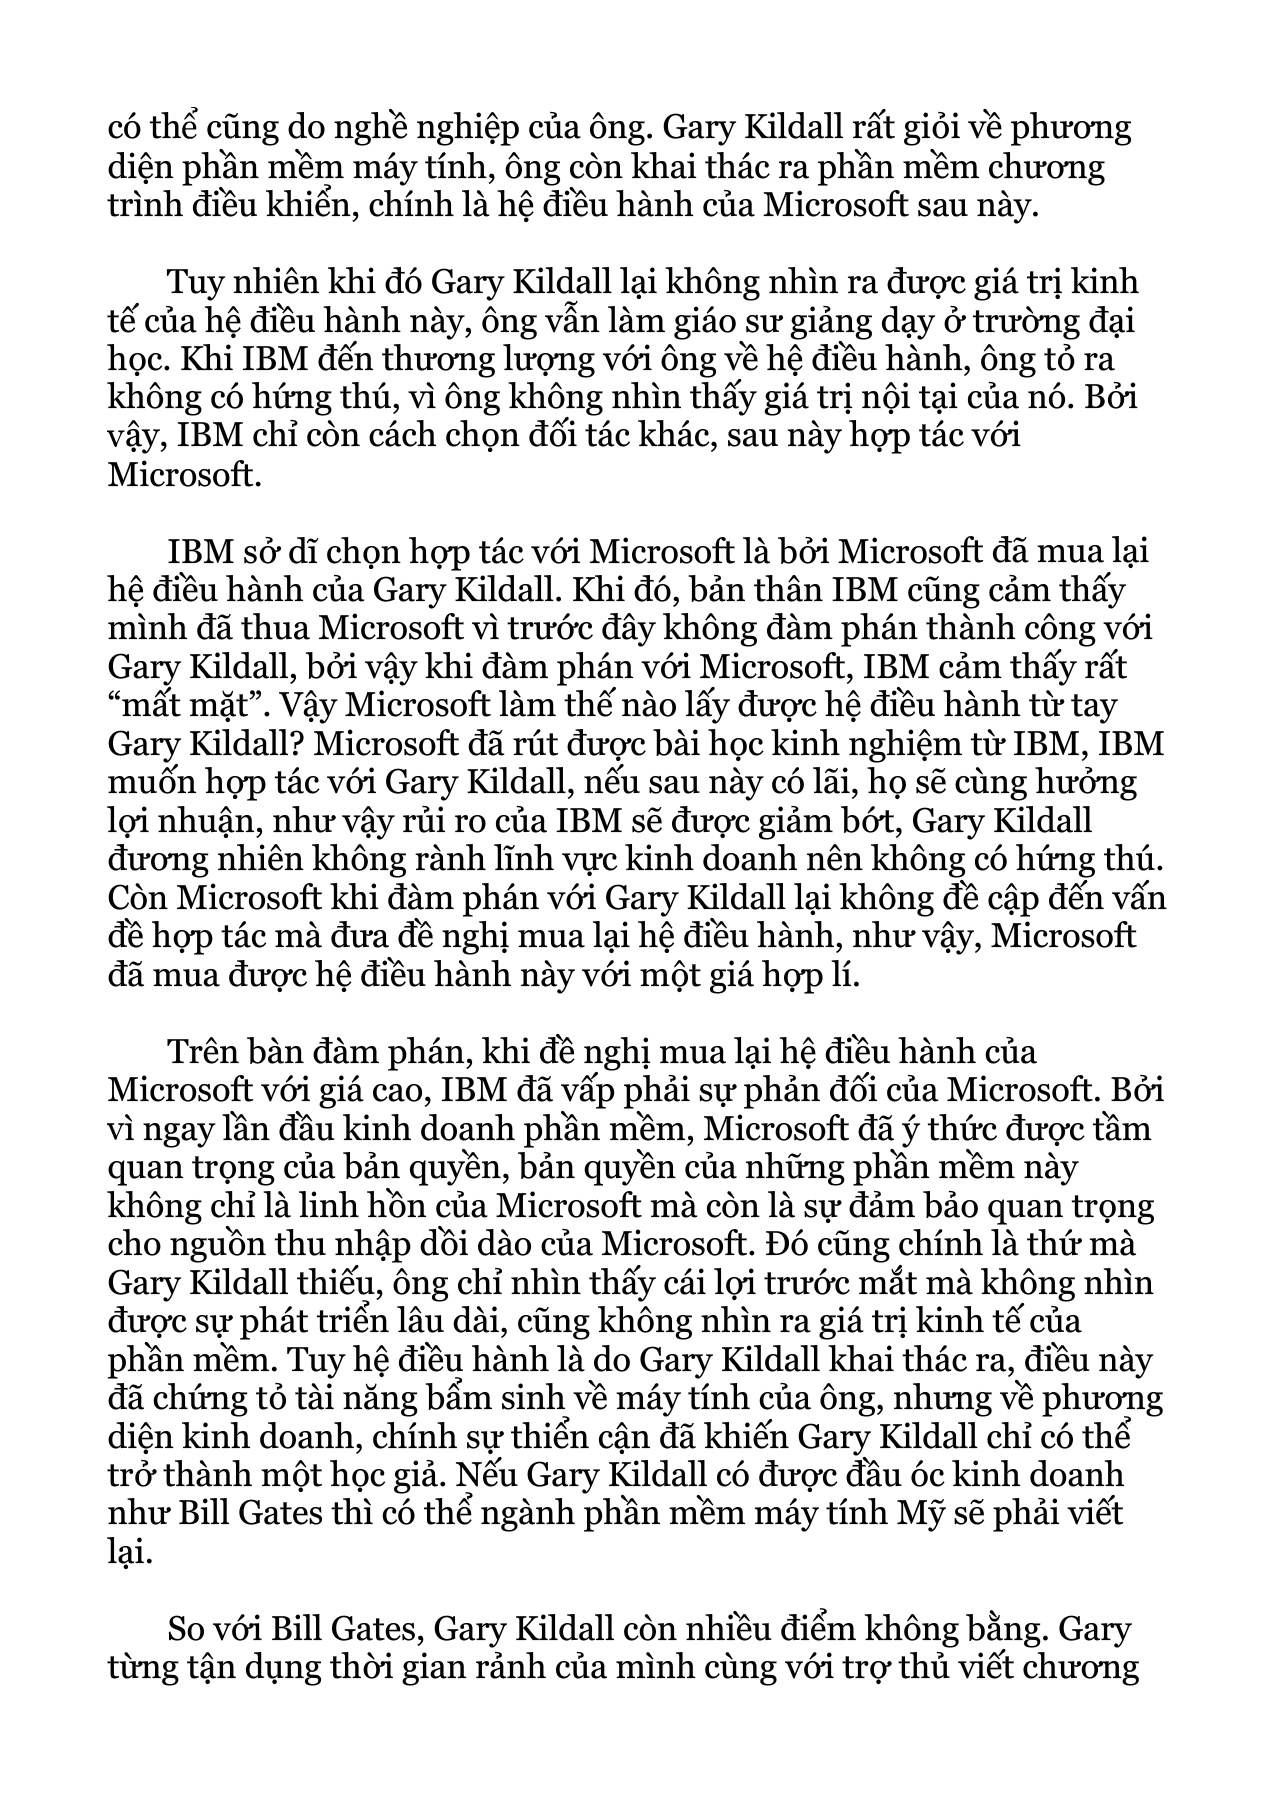 có thể cũng do nghề nghiệp của ông. Gary Kildall rất giỏi về phương
diện phần mềm máy tính, ông còn khai thác ra phần mềm chương
trình điều khiển, chính là hệ điều hành của Microsoft sau này.
Tuy nhiên khi đó Gary Kildall lại không nhìn ra được giá trị kinh
tế của hệ điều hành này, ông vẫn làm giáo sư giảng dạy ở trường đại
học. Khi IBM đến thương lượng với ông về hệ điều hành, ông tỏ ra
không có hứng thú, vì ông không nhìn thấy giá trị nội tại của nó. Bởi
vậy, IBM chỉ còn cách chọn đối tác khác, sau này hợp tác với
Microsoft.
IBM sở dĩ chọn hợp tác với Microsoft là bởi Microsoft đã mua lại
hệ điều hành của Gary Kildall. Khi đó, bản thân IBM cũng cảm thấy
mình đã thua Microsoft vì trước đây không đàm phán thành công với
Gary Kildall, bởi vậy khi đàm phán với Microsoft, IBM cảm thấy rất
“mất mặt”. Vậy Microsoft làm thế nào lấy được hệ điều hành từ tay
Gary Kildall? Microsoft đã rút được bài học kinh nghiệm từ IBM, IBM
muốn hợp tác với Gary Kildall, nếu sau này có lãi, họ sẽ cùng hưởng
lợi nhuận, như vậy rủi ro của IBM sẽ được giảm bớt, Gary Kildall
đương nhiên không rành lĩnh vực kinh doanh nên không có hứng thú.
Còn Microsoft khi đàm phán với Gary Kildall lại không đề cập đến vấn
đề hợp tác mà đưa đề nghị mua lại hệ điều hành, như vậy, Microsoft
đã mua được hệ điều hành này với một giá hợp lí.
Trên bàn đàm phán, khi đề nghị mua lại hệ điều hành của
Microsoft với giá cao, IBM đã vấp phải sự phản đối của Microsoft. Bởi
vì ngay lần đầu kinh doanh phần mềm, Microsoft đã ý thức được tầm
quan trọng của bản quyền, bản quyền của những phần mềm này
không chỉ là linh hồn của Microsoft mà còn là sự đảm bảo quan trọng
cho nguồn thu nhập dồi dào của Microsoft. Đó cũng chính là thứ mà
Gary Kildall thiếu, ông chỉ nhìn thấy cái lợi trước mắt mà không nhìn
được sự phát triển lâu dài, cũng không nhìn ra giá trị kinh tế của
phần mềm. Tuy hệ điều hành là do Gary Kildall khai thác ra, điều này
đã chứng tỏ tài năng bẩm sinh về máy tính của ông, nhưng về phương
diện kinh doanh, chính sự thiển cận đã khiến Gary Kildall chỉ có thể
trở thành một học giả. Nếu Gary Kildall có được đầu óc kinh doanh
như Bill Gates thì có thể ngành phần mềm máy tính Mỹ sẽ phải viết
lại.
So với Bill Gates, Gary Kildall còn nhiều điểm không bằng. Gary
từng tận dụng thời gian rảnh của mình cùng với trợ thủ viết chương